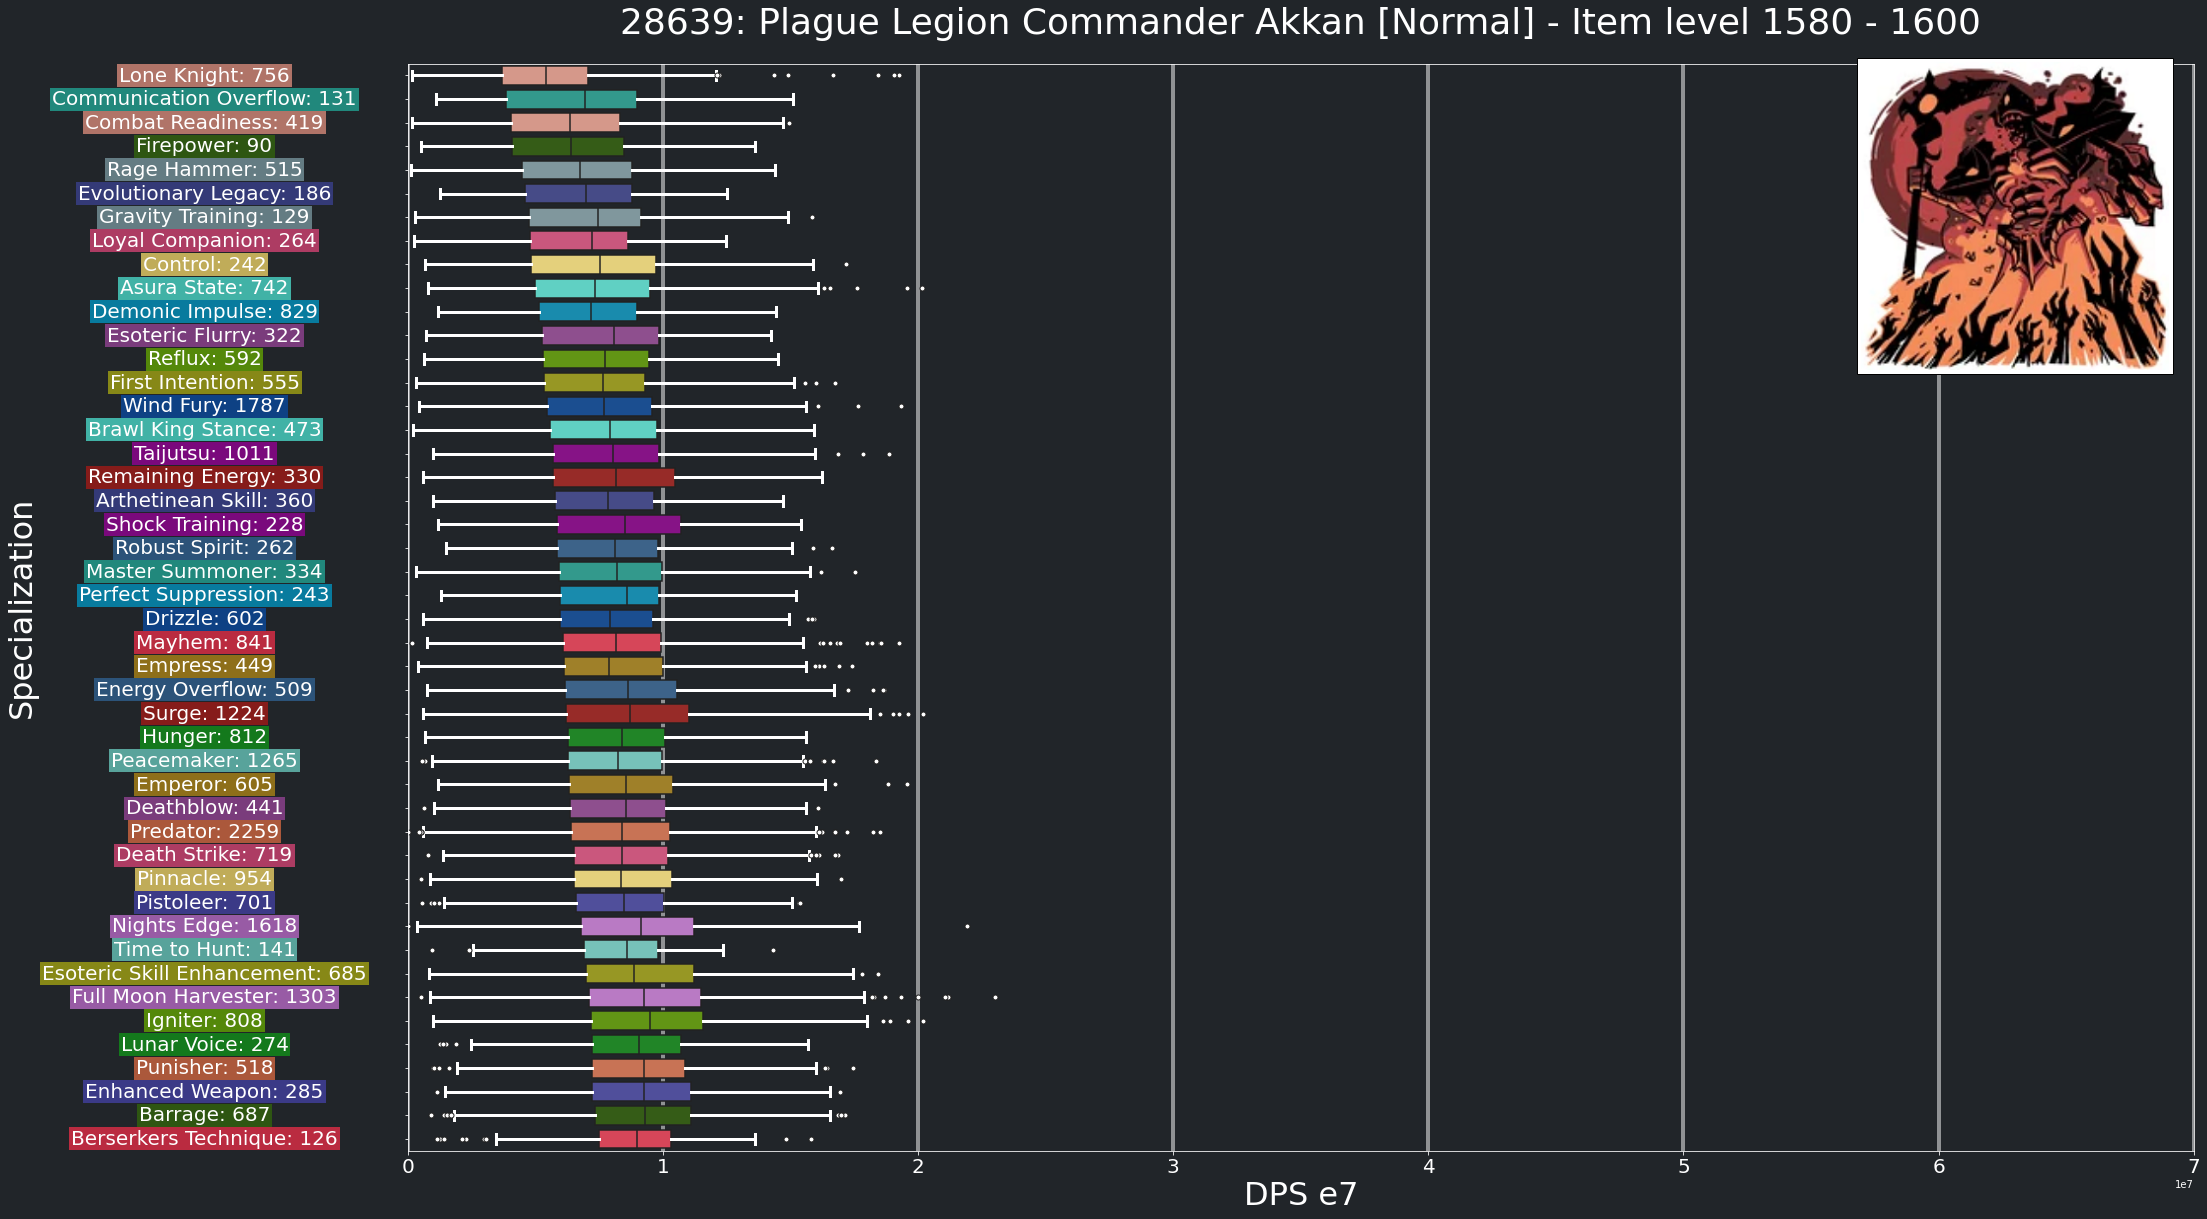 28639: Plague Legion Commander Akkan [Normal] - Item level 1580 - 1600
Specialization
Lone Knight: 756
Communication Overflow: 131
Combat Readiness: 419
Firepower: 90
Rage Hammer: 515
Evolutionary Legacy: 186
Gravity Training: 129
Loyal Companion: 264
Control: 242
Asura State: 742
Demonic Impulse: 829
Esoteric Flurry: 322
Reflux: 592
First Intention: 555
Wind Fury: 1787
Brawl King Stance: 473
Taijutsu: 1011
Remaining Energy: 330
Arthetinean Skill: 360
Shock Training: 228
Robust Spirit: 262
Master Summoner: 334
Perfect Suppression: 243
Drizzle: 602
Mayhem: 841
Empress: 449
Energy Overflow: 509
Surge: 1224
Hunger: 812
Peacemaker: 1265
Emperor: 605
Deathblow: 441
Predator: 2259
Death Strike: 719
Pinnacle: 954
Pistoleer: 701
Nights Edge: 1618
Time to Hunt: 141
Esoteric Skill Enhancement: 685
Full Moon Harvester: 1303
Igniter: 808
Lunar Voice: 274
Punisher: 518
Enhanced Weapon: 285
Barrage: 687
Berserkers Technique: 126
0 1 2 3 4 5 6 7
1e7
DPS e7